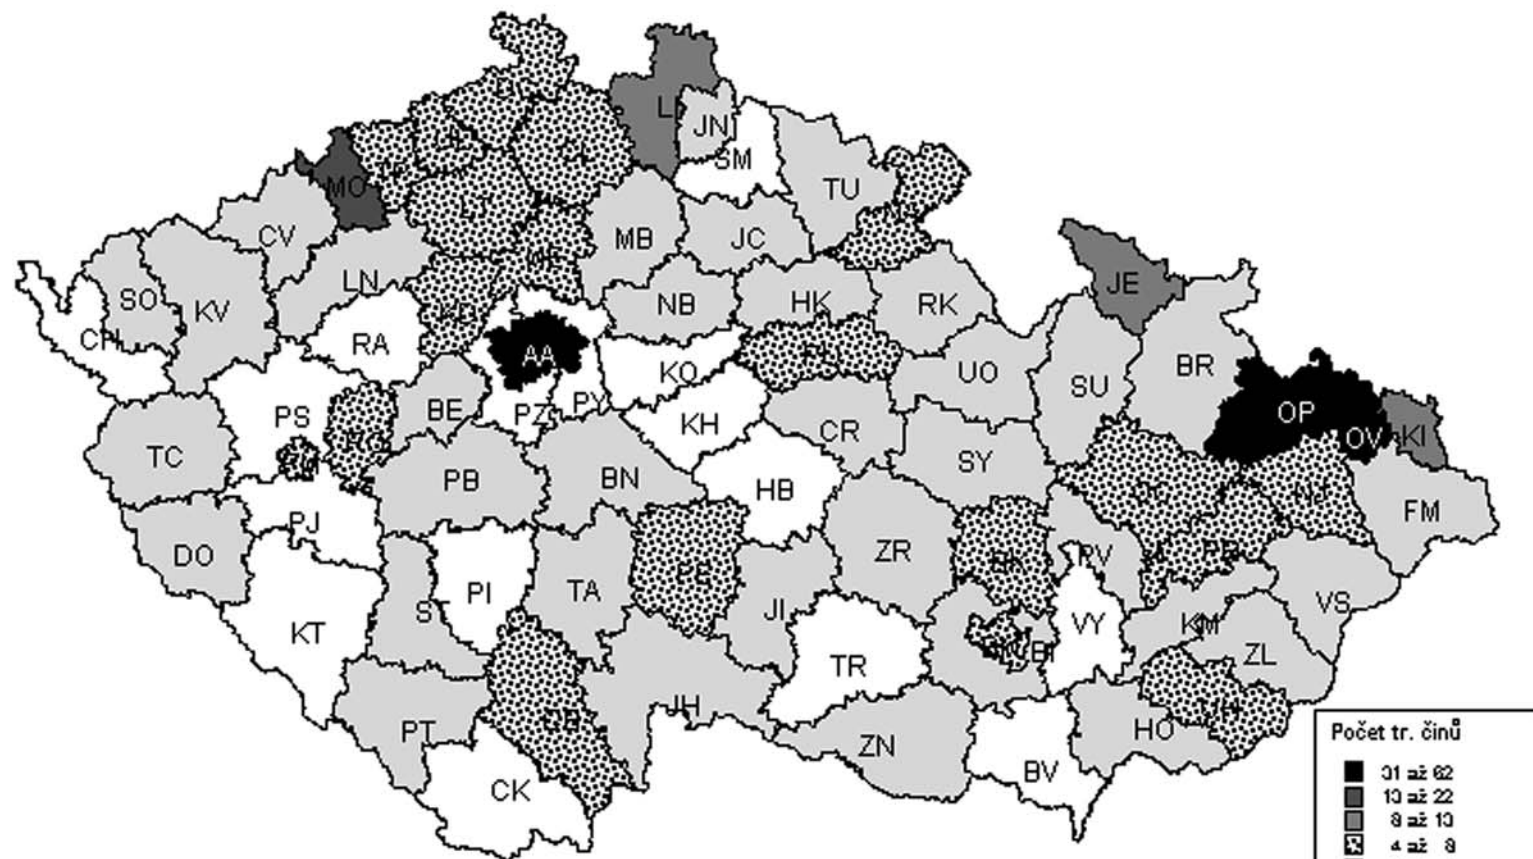 LI
JN
SM
MO
TU
CV
MB
JC
SO
KV
LN
NB
HK
RK
JE
CH
RA
AA
KO
UO
SU
BR
PS
BE
PZ
PY
KH
CR
OP
OV
KI
TC
PB
BN
HB
SY
FM
PJ
DO
ZR
PV
PI
TA
JI
VS
KT
VY
KM
TR
ZL
PT
JH
ZN
HO
BV
CK
Počet tr. činů
31 až 62
13 až 22
8 až 13
4 až 8